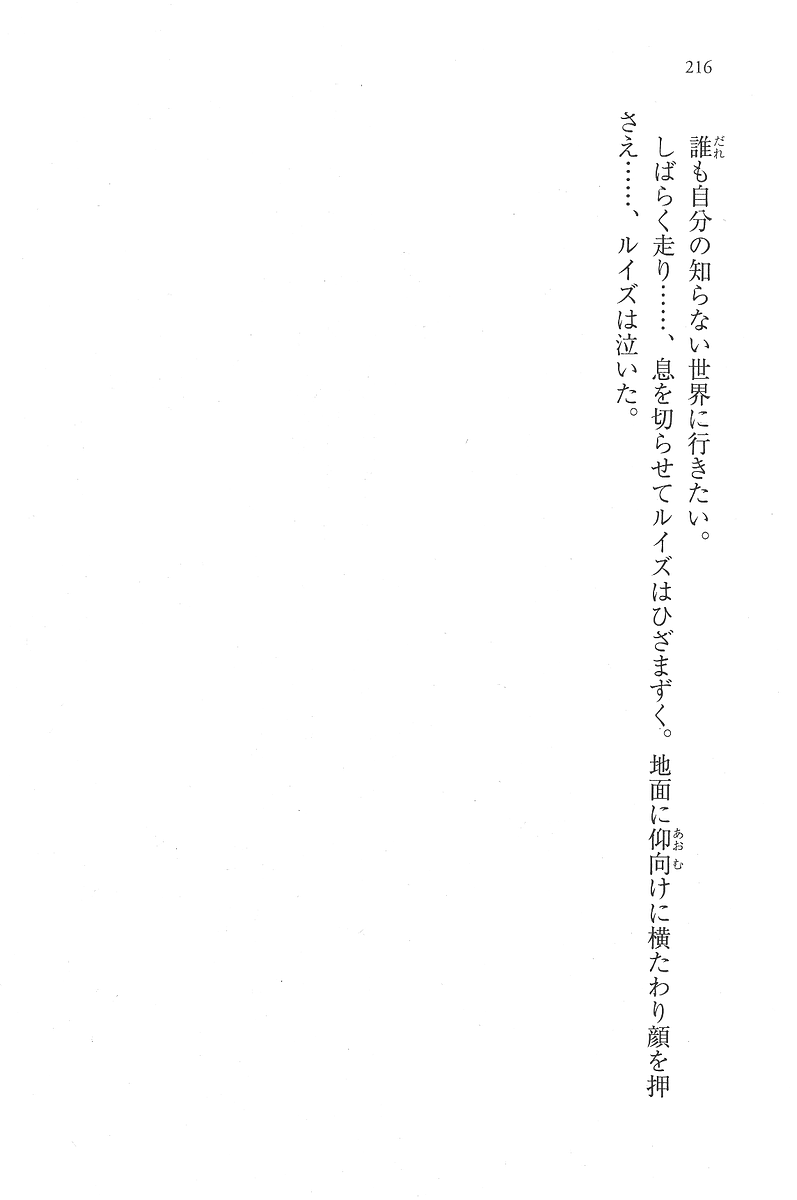 216
誰も自分の知らない世界に行きたい。
しばらく走り……、息を切らせてルイズはひざまずく。地面に仰向けに横たわり顔を押
さえ……、ルイズは泣いた。